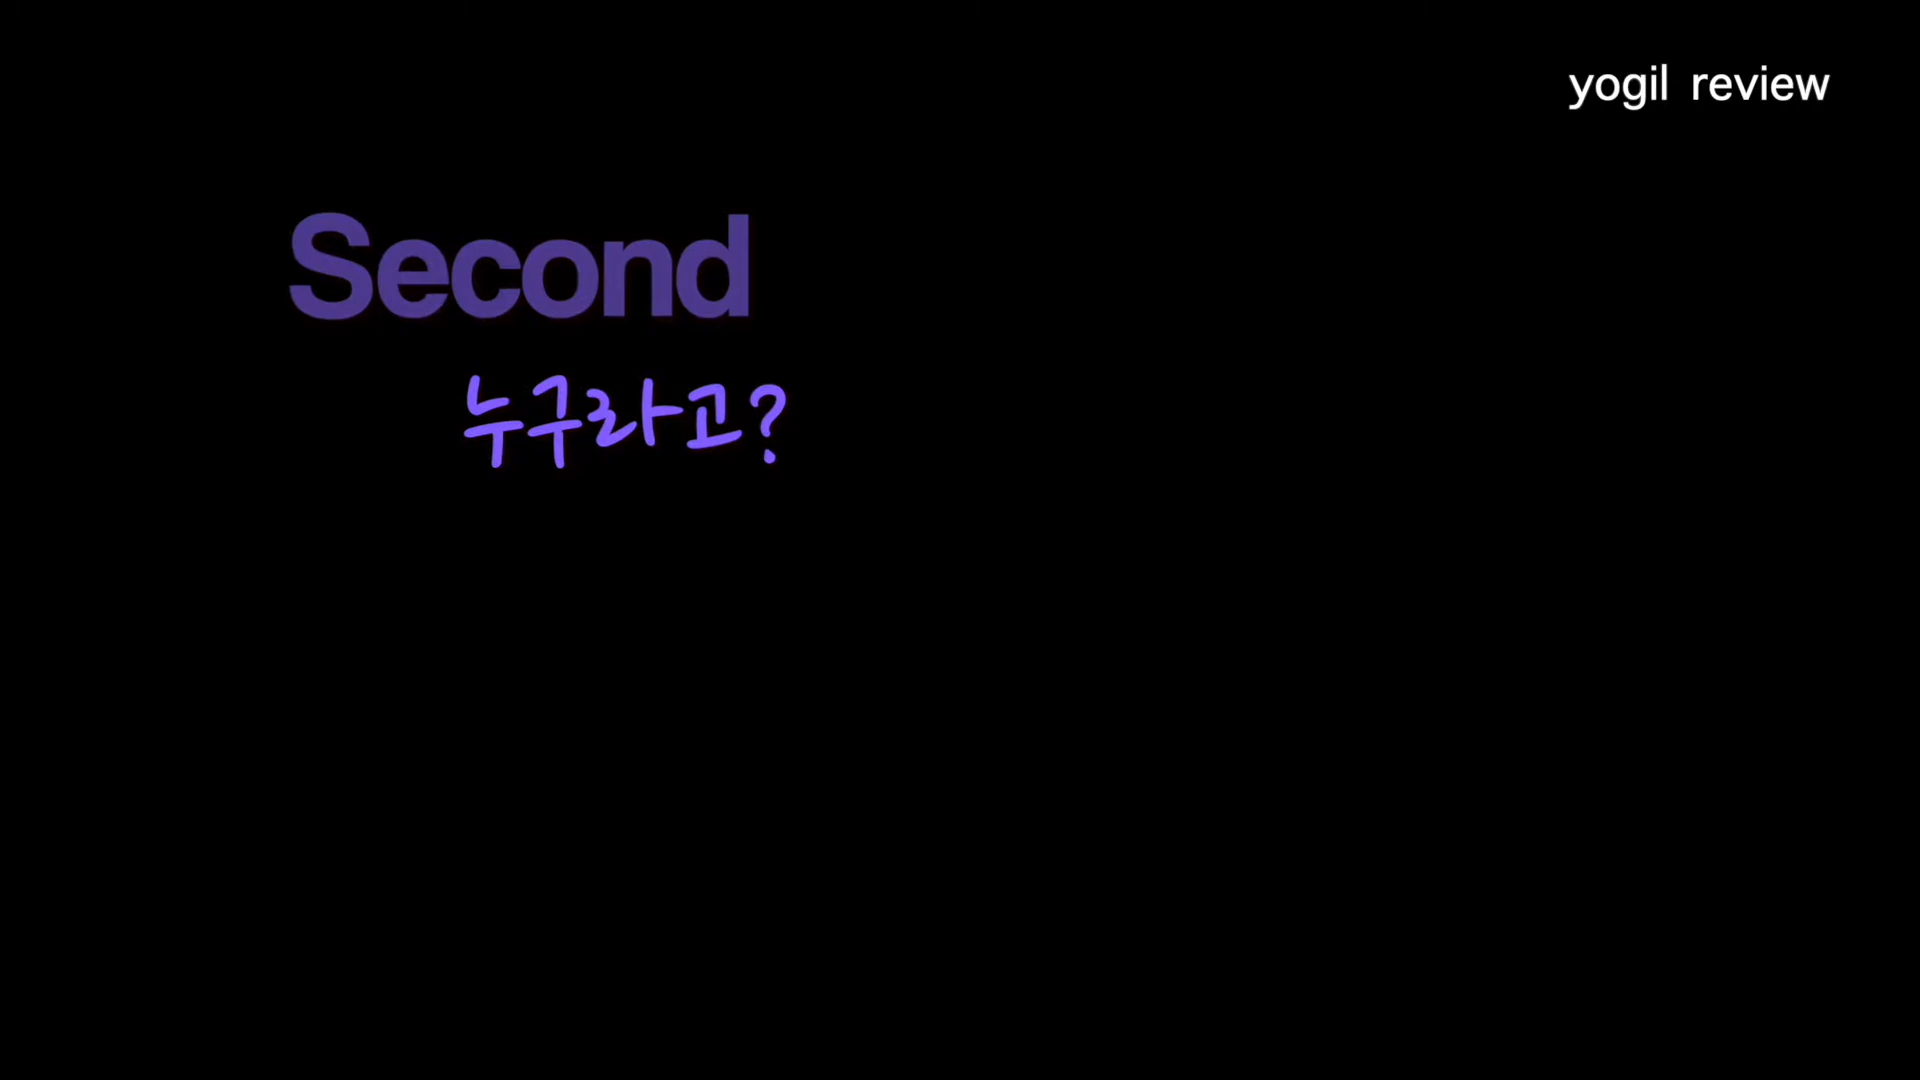 yogil review
Second
누구라고?